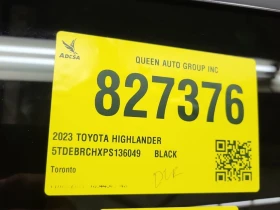 ADESA
QUEEN AUTO GROUP INC
827376
2023 TOYOTA HIGHLANDER
5TDEBRCHXPS136049 BLACK
Toronto